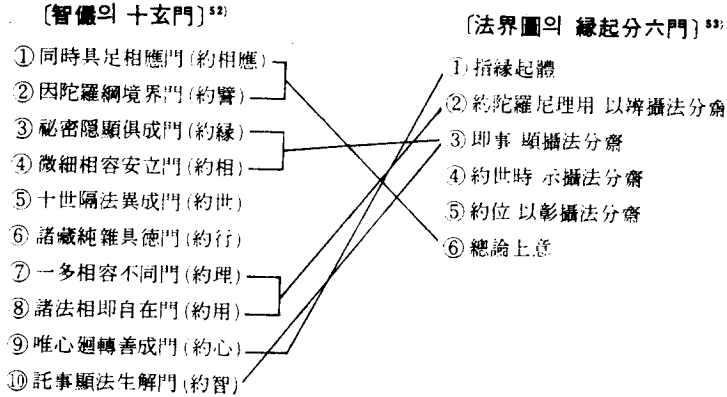 〔智儼의 十玄門〕⁵²⁾
① 同時具足相應門 (約相應)
② 因陀羅網境界門 (約譬)
③ 祕密隱顯俱成門 (約緣)
④ 微細相容安立門 (約相)
⑤ 十世隔法異成門 (約世)
⑥ 諸藏純雜具德門 (約行)
⑦ 一多相容不同門 (約理)
⑧ 諸法相即自在門 (約用)
⑨ 唯心廻轉善成門 (約心)
⑩ 託事顯法生解門 (約智)
〔法界圖의 緣起分六門〕⁵³⁾
① 指緣起體
② 約陀羅尼理用 以辨攝法分齋
③ 即事 顯攝法分齋
④ 約世時 示攝法分齋
⑤ 約位 以彰攝法分齋
⑥ 總論上意